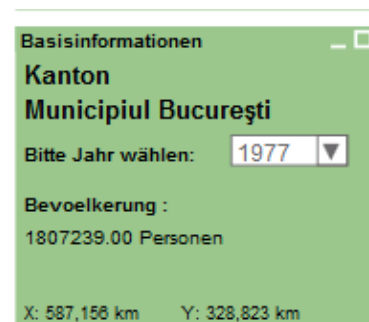 Basisinformationen
Kanton
Municipiul Bucureşti
Bitte Jahr wählen: 1977
Bevoelkerung :
1807239.00 Personen
X: 587,156 km Y: 328,823 km